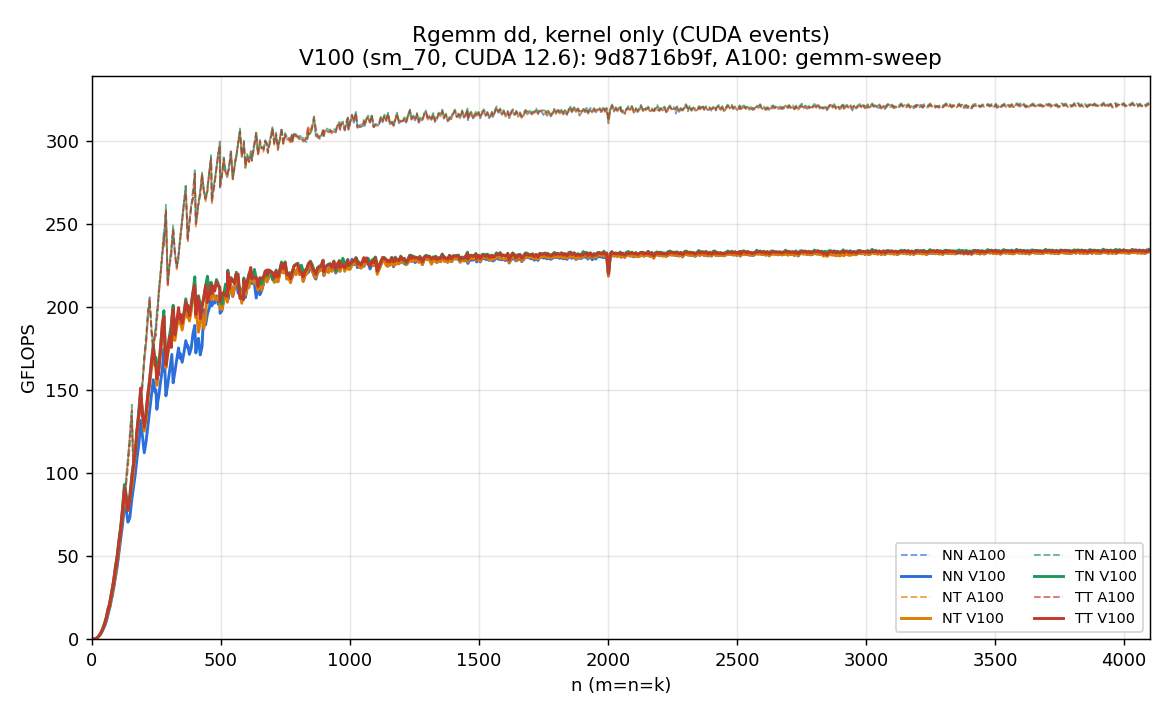 Rgemm dd, kernel only (CUDA events)
V100 (sm_70, CUDA 12.6): 9d8716b9f, A100: gemm-sweep
GFLOPS
300
250
200
150
100
50
0
0 500 1000 1500 2000 2500 3000 3500 4000
n (m=n=k)
NN A100
NN V100
NT A100
NT V100
TN A100
TN V100
TT A100
TT V100